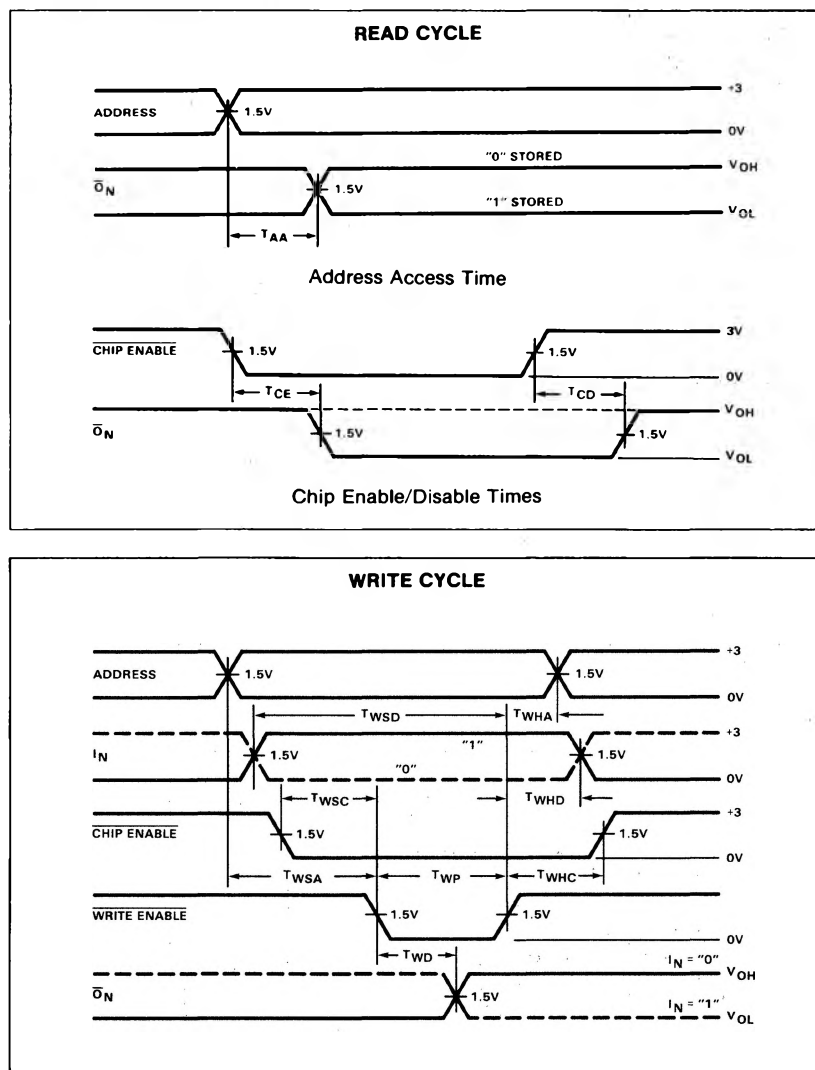 READ CYCLE
+3
ADDRESS
1.5V
0V
"0" STORED
VOH
ŌN
1.5V
"1" STORED
VOL
TAA
Address Access Time
3V
CHIP ENABLE
1.5V
1.5V
0V
TCE
TCD
VOH
ŌN
1.5V
1.5V
VOL
Chip Enable/Disable Times
WRITE CYCLE
+3
ADDRESS
1.5V
1.5V
0V
TWSD
TWHA
+3
IN
1.5V
"1"
1.5V
"0"
0V
TWSC
TWHD
+3
CHIP ENABLE
1.5V
1.5V
0V
TWSA
TWP
TWHC
WRITE ENABLE
1.5V
1.5V
0V
TWD
IN = "0"
VOH
ŌN
1.5V
IN = "1"
VOL